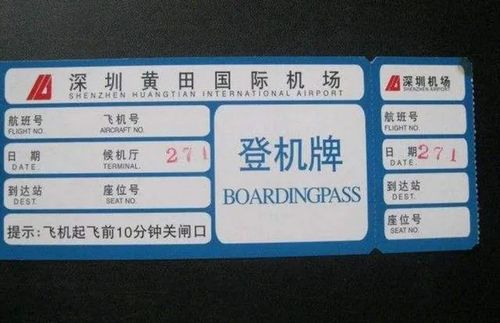 深圳黄田国际机场
SHENZHEN HUANGTIAN INTERNATIONAL AIRPORT
航班号 飞机号
FLIGHT NO. AIRCRAFT NO.
日期 候机厅 271
DATE. TERMINAL.
到达站 座位号
DEST. SEAT NO.
提示:飞机起飞前10分钟关闸口
登机牌
BOARDINGPASS
深圳机场
SHENZHEN AIRPORT
航班号
FLIGHT NO.
日期 271
DATE
到达站
DEST.
座位号
SEAT NO.